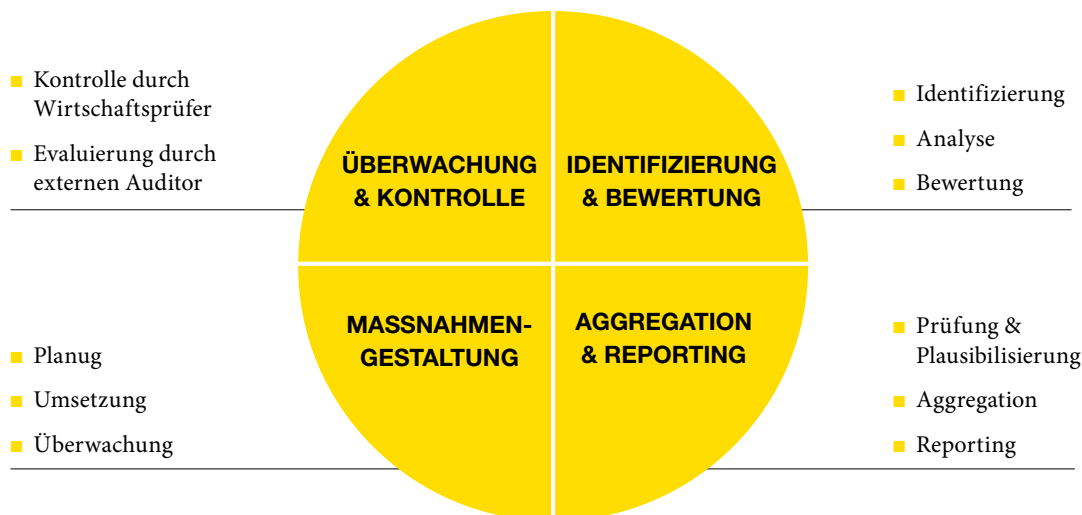 Kontrolle durch
Wirtschaftsprüfer
Evaluierung durch
externen Auditor
ÜBERWACHUNG
& KONTROLLE
IDENTIFIZIERUNG
& BEWERTUNG
Identifizierung
Analyse
Bewertung
Planug
Umsetzung
Überwachung
MASSNAHMEN-
GESTALTUNG
AGGREGATION
& REPORTING
Prüfung &
Plausibilisierung
Aggregation
Reporting